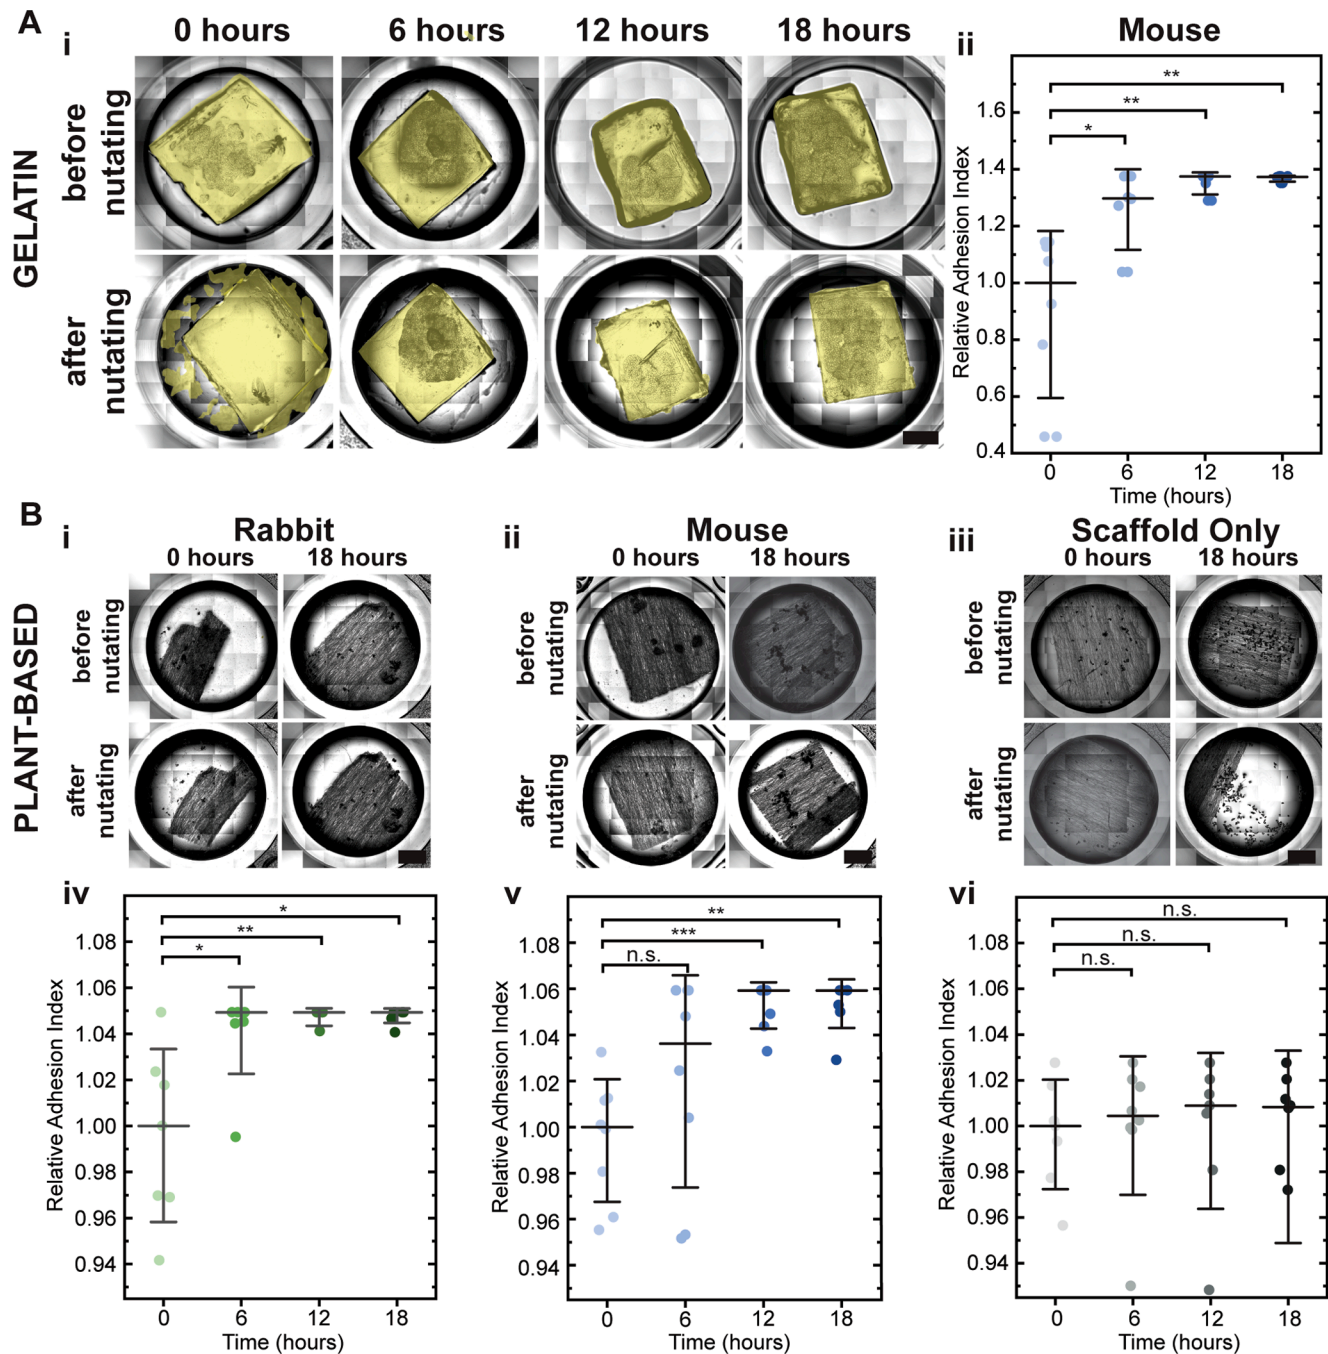 A
i
0 hours
6 hours
12 hours
18 hours
ii
Mouse
GELATIN
before
nutating
after
nutating
Relative Adhesion Index
1.6
1.4
1.2
1.0
0.8
0.6
0.4
*
**
**
0
6
12
18
Time (hours)
B
PLANT-BASED
i
Rabbit
0 hours
18 hours
before
nutating
after
nutating
ii
Mouse
0 hours
18 hours
before
nutating
after
nutating
iii
Scaffold Only
0 hours
18 hours
before
nutating
after
nutating
iv
Relative Adhesion Index
1.08
1.06
1.04
1.02
1.00
0.98
0.96
0.94
*
**
*
0
6
12
18
Time (hours)
v
Relative Adhesion Index
1.08
1.06
1.04
1.02
1.00
0.98
0.96
0.94
**
***
n.s.
0
6
12
18
Time (hours)
vi
Relative Adhesion Index
1.08
1.06
1.04
1.02
1.00
0.98
0.96
0.94
n.s.
n.s.
n.s.
0
6
12
18
Time (hours)